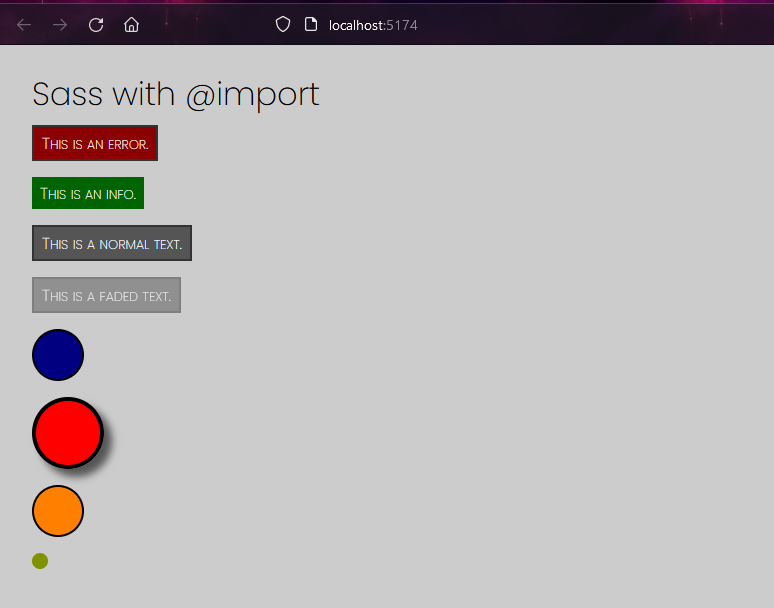 localhost:5174
Sass with @import
This is an error.
This is an info.
This is a normal text.
This is a faded text.